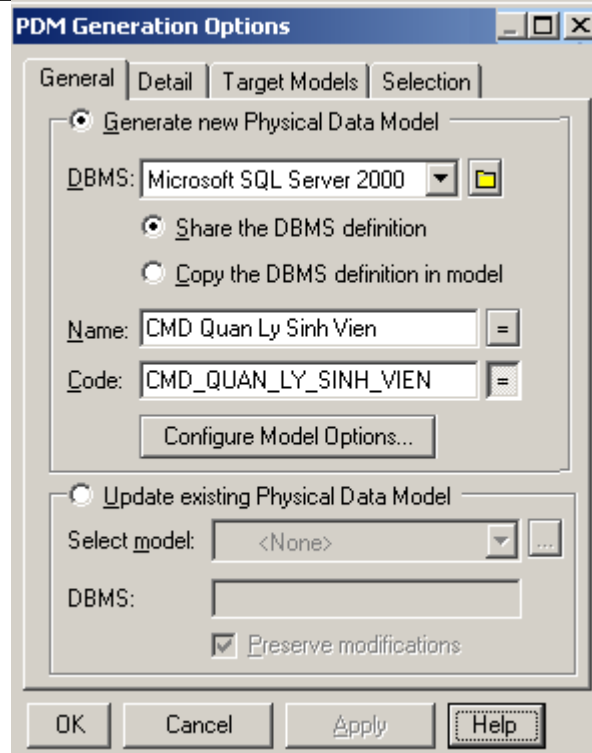 PDM Generation Options
General Detail Target Models Selection
Generate new Physical Data Model
DBMS: Microsoft SQL Server 2000
Share the DBMS definition
Copy the DBMS definition in model
Name: CMD Quan Ly Sinh Vien =
Code: CMD_QUAN_LY_SINH_VIEN =
Configure Model Options...
Update existing Physical Data Model
Select model: <None> ...
DBMS:
Preserve modifications
OK Cancel Apply Help